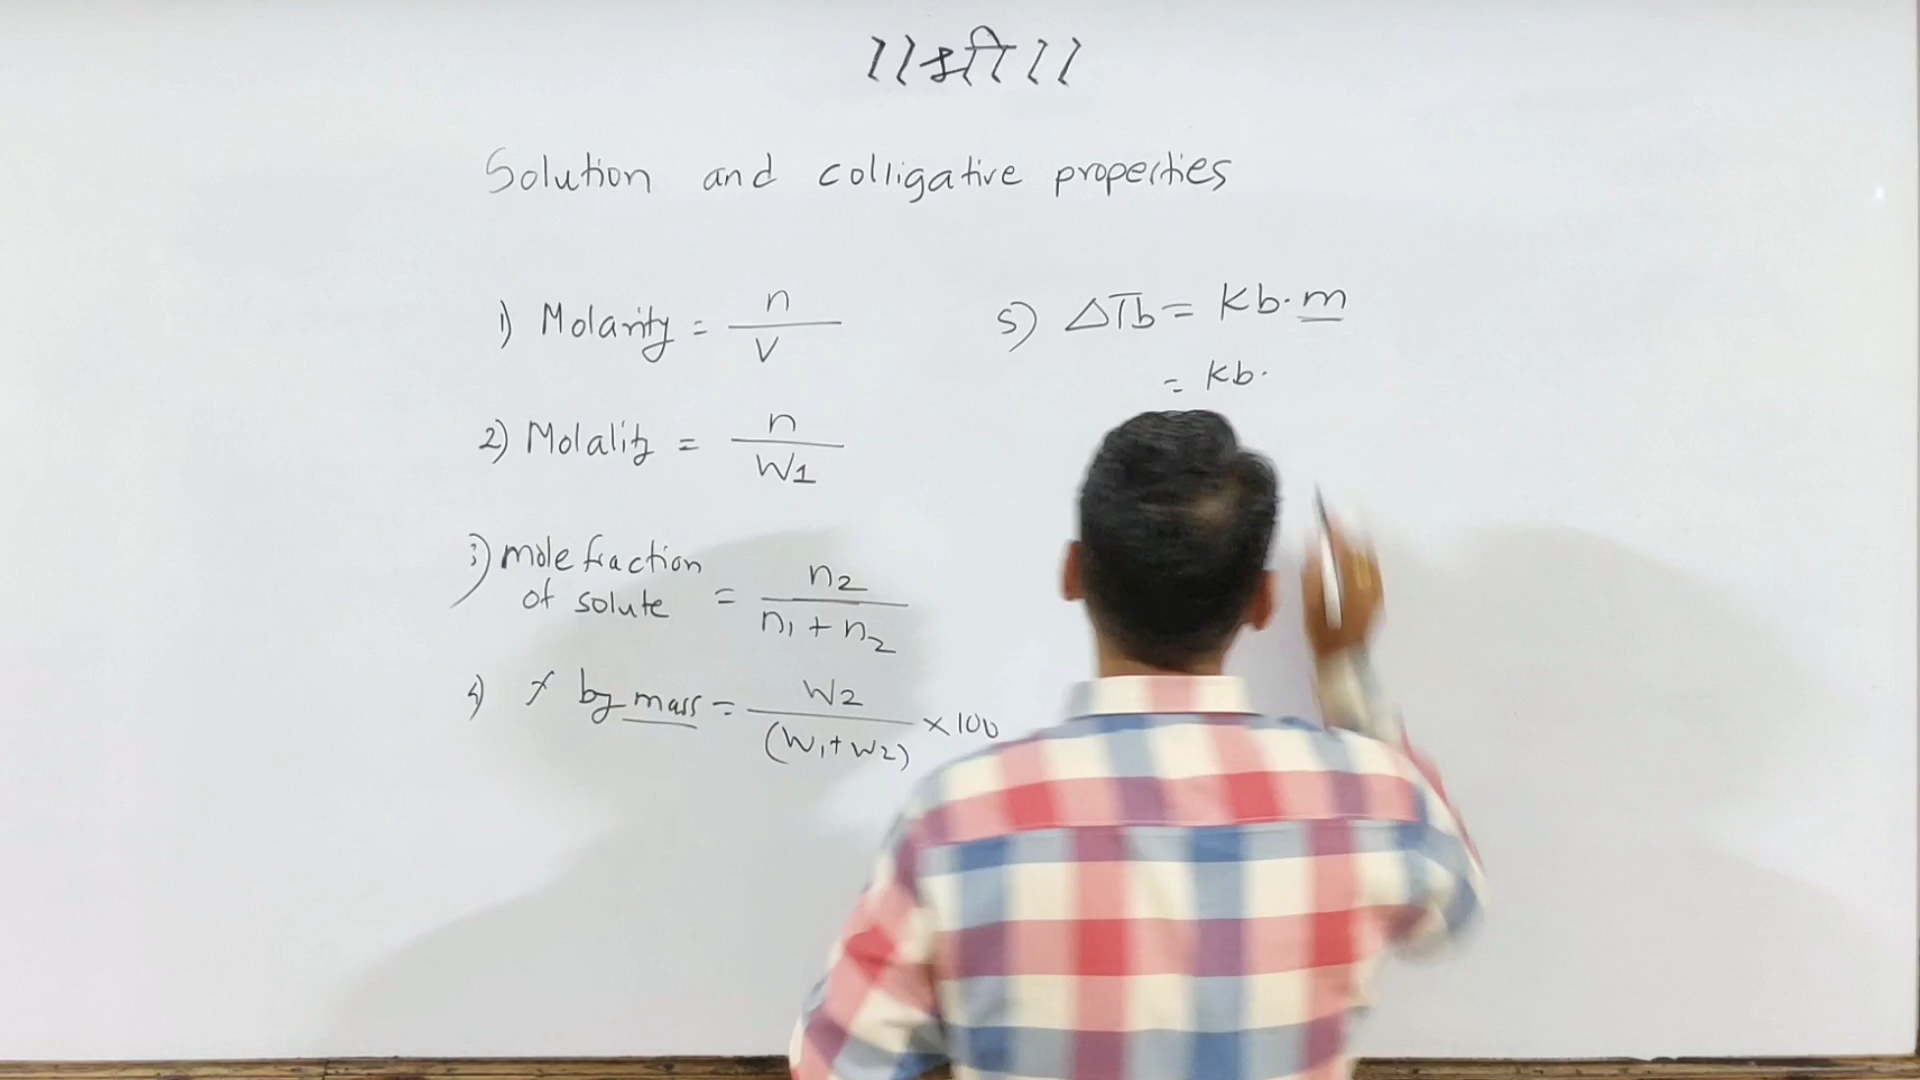 ।।श्री।।
Solution and colligative properties
1) Molarity = n / V
2) Molality = n / W1
3) mole fraction of solute = n2 / n1 + n2
4) % by mass = W2 / (W1 + W2) × 100
5) ΔTb = Kb · m
= Kb ·